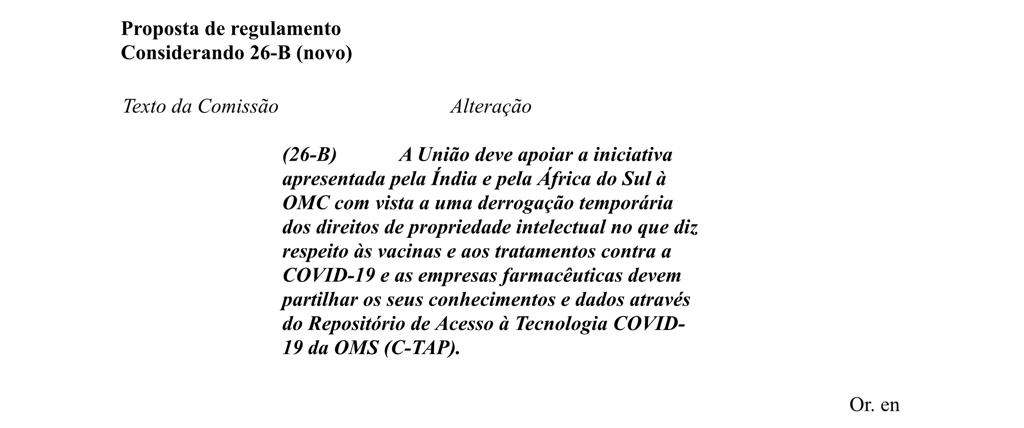 Proposta de regulamento
Considerando 26-B (novo)
Texto da Comissão Alteração
(26-B) A União deve apoiar a iniciativa
apresentada pela Índia e pela África do Sul à
OMC com vista a uma derrogação temporária
dos direitos de propriedade intelectual no que diz
respeito às vacinas e aos tratamentos contra a
COVID-19 e as empresas farmacêuticas devem
partilhar os seus conhecimentos e dados através
do Repositório de Acesso à Tecnologia COVID-
19 da OMS (C-TAP).
Or. en